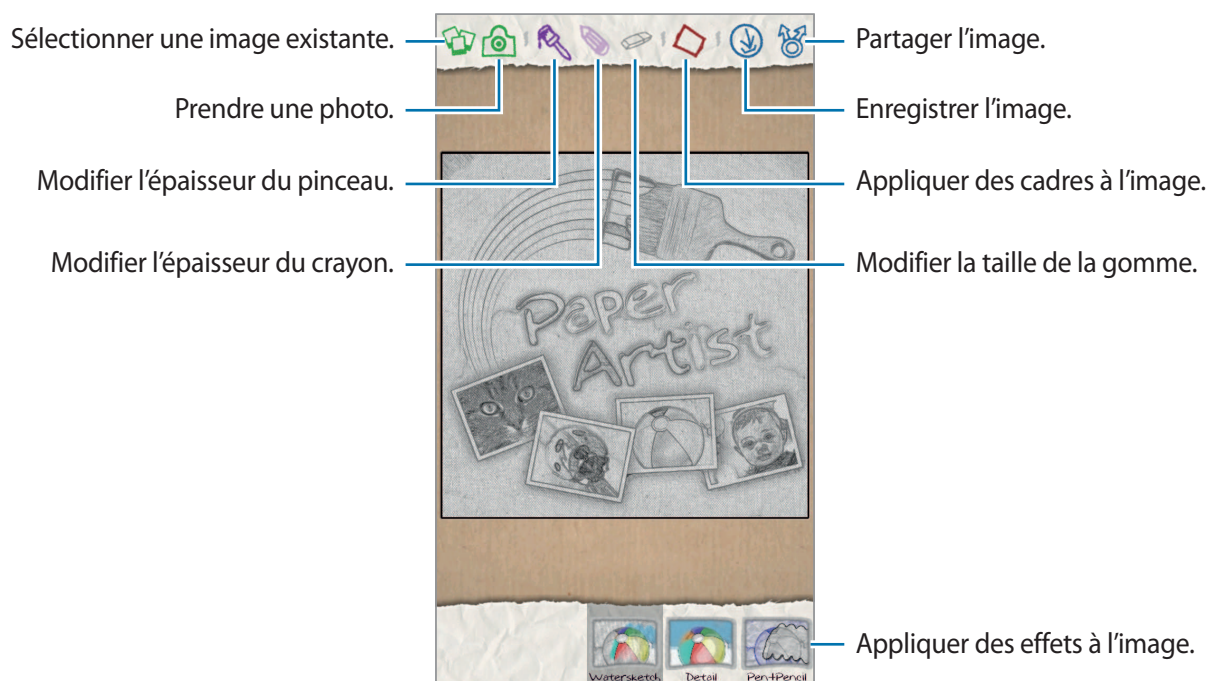 Sélectionner une image existante.
Partager l'image.
Prendre une photo.
Enregistrer l'image.
Modifier l'épaisseur du pinceau.
Appliquer des cadres à l'image.
Modifier l'épaisseur du crayon.
Modifier la taille de la gomme.
Paper
Artist
Appliquer des effets à l'image.
Watersketch
Detail
Pen+Pencil